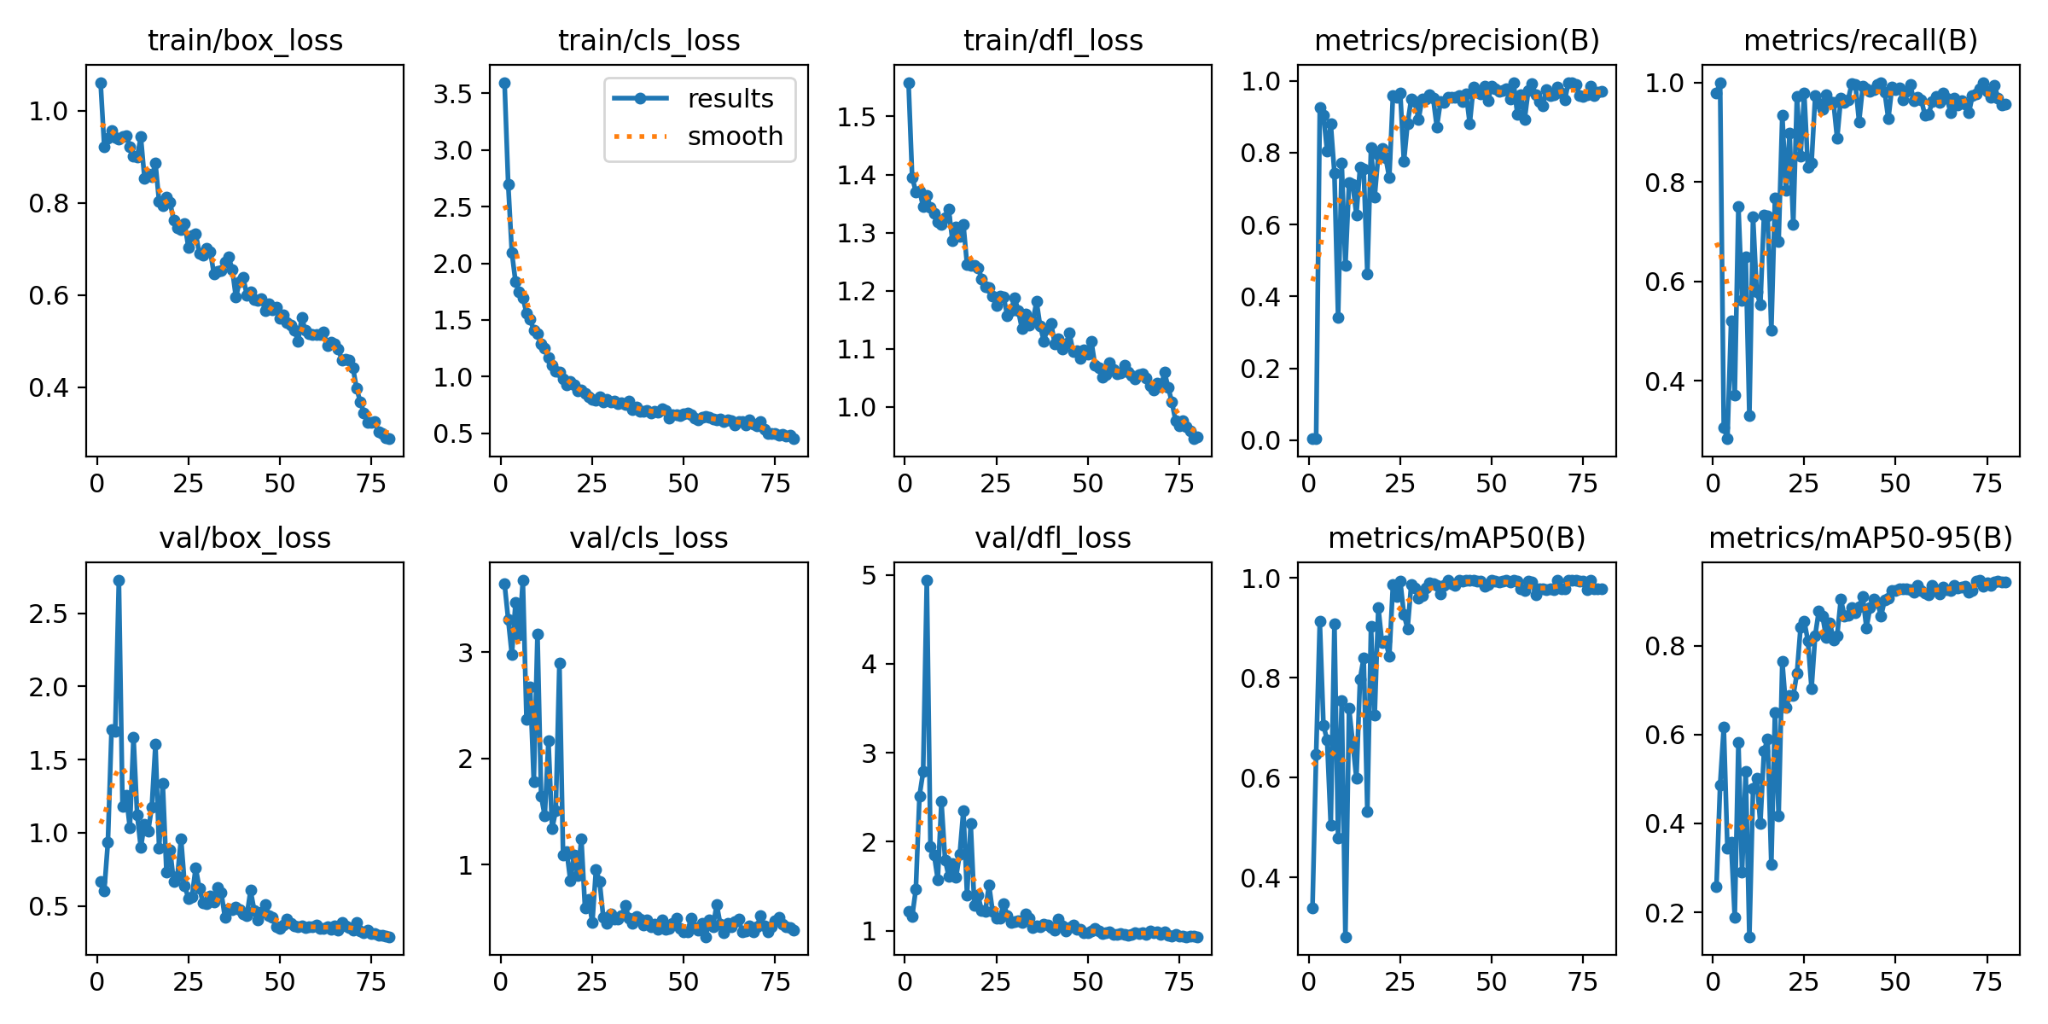 train/box_loss
train/cls_loss
train/dfl_loss
metrics/precision(B)
metrics/recall(B)
1.0
0.8
0.6
0.4
0 25 50 75
3.5
3.0
2.5
2.0
1.5
1.0
0.5
results
smooth
0 25 50 75
1.5
1.4
1.3
1.2
1.1
1.0
0 25 50 75
1.0
0.8
0.6
0.4
0.2
0.0
0 25 50 75
1.0
0.8
0.6
0.4
0 25 50 75
val/box_loss
val/cls_loss
val/dfl_loss
metrics/mAP50(B)
metrics/mAP50-95(B)
2.5
2.0
1.5
1.0
0.5
0 25 50 75
3
2
1
0 25 50 75
5
4
3
2
1
0 25 50 75
1.0
0.8
0.6
0.4
0 25 50 75
0.8
0.6
0.4
0.2
0 25 50 75